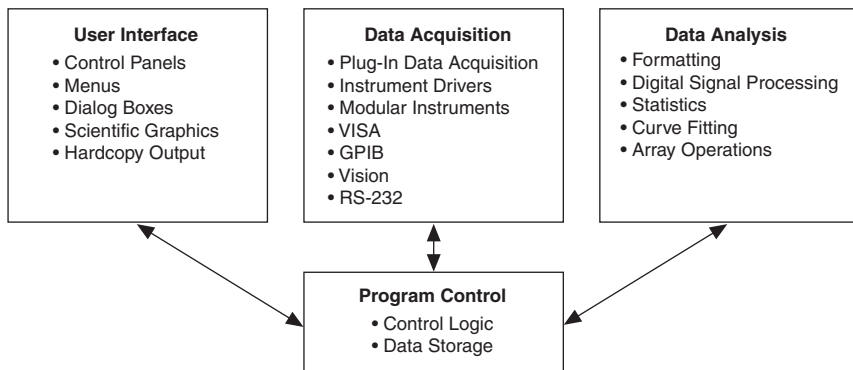 User Interface
• Control Panels
• Menus
• Dialog Boxes
• Scientific Graphics
• Hardcopy Output
Data Acquisition
• Plug-In Data Acquisition
• Instrument Drivers
• Modular Instruments
• VISA
• GPIB
• Vision
• RS-232
Data Analysis
• Formatting
• Digital Signal Processing
• Statistics
• Curve Fitting
• Array Operations
Program Control
• Control Logic
• Data Storage